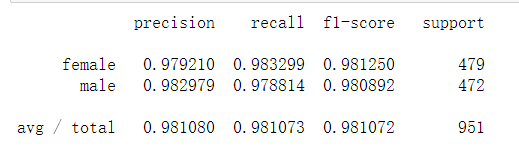 precision recall f1-score support
female 0.979210 0.983299 0.981250 479
male 0.982979 0.978814 0.980892 472
avg / total 0.981080 0.981073 0.981072 951